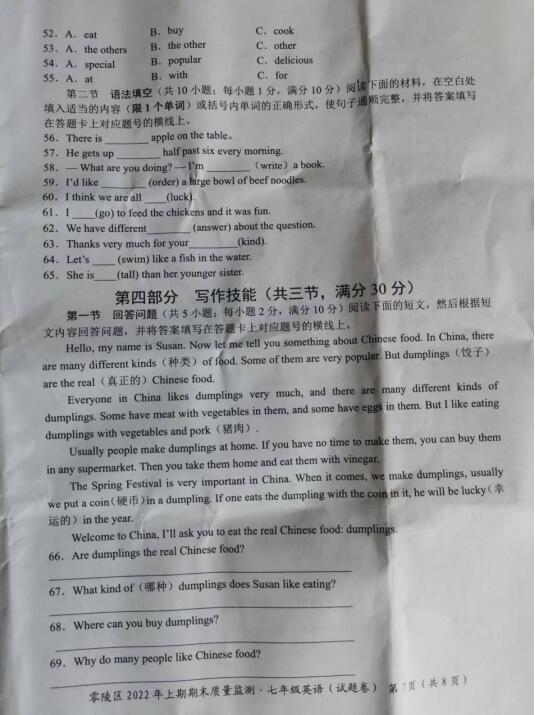 52. A. eat B. buy C. cook
53. A. the others B. the other C. other
54. A. special B. popular C. delicious
55. A. at B. with C. for
第二节 语法填空（共10小题；每小题1分，满分10分）阅读下面的材料，在空白处
填入适当的内容（限1个单词）或括号内单词的正确形式，使句子通顺完整，并将答案填写
在答题卡上对应题号的横线上。
56. There is ________ apple on the table。
57. He gets up ________ half past six every morning.
58. — What are you doing? — I'm ________ （write）a book.
59. I'd like ________ (order) a large bowl of beef noodles.
60. I think we are all ____(luck).
61. I ____(go) to feed the chickens and it was fun.
62. We have different________ (answer) about the question.
63. Thanks very much for your________(kind).
64. Let's ____ (swim) like a fish in the water.
65. She is____(tall) than her younger sister.
第四部分 写作技能（共三节，满分30分）
第一节 回答问题（共5小题；每小题2分，满分10分）阅读下面的短文，然后根据短
文内容回答问题，并将答案填写在答题卡上对应题号的横线上。
Hello, my name is Susan. Now let me tell you something about Chinese food. In China, there
are many different kinds（种类）of food. Some of them are very popular. But dumplings（饺子）
are the real（真正的）Chinese food.
Everyone in China likes dumplings very much, and there are many different kinds of
dumplings. Some have meat with vegetables in them, and some have eggs in them. But I like eating
dumplings with vegetables and pork（猪肉）.
Usually people make dumplings at home. If you have no time to make them, you can buy them
in any supermarket. Then you take them home and eat them with vinegar.
The Spring Festival is very important in China. When it comes, we make dumplings, usually
we put a coin(硬币)in a dumpling. If one eats the dumpling with the coin in it, he will be lucky（幸
运的）in the year.
Welcome to China, I'll ask you to eat the real Chinese food: dumplings.
66. Are dumplings the real Chinese food?
67. What kind of（哪种）dumplings does Susan like eating?
68. Where can you buy dumplings?
69. Why do many people like Chinese food?
零陵区2022年上期期末质量监测·七年级英语（试题卷） 第7页（共8页）